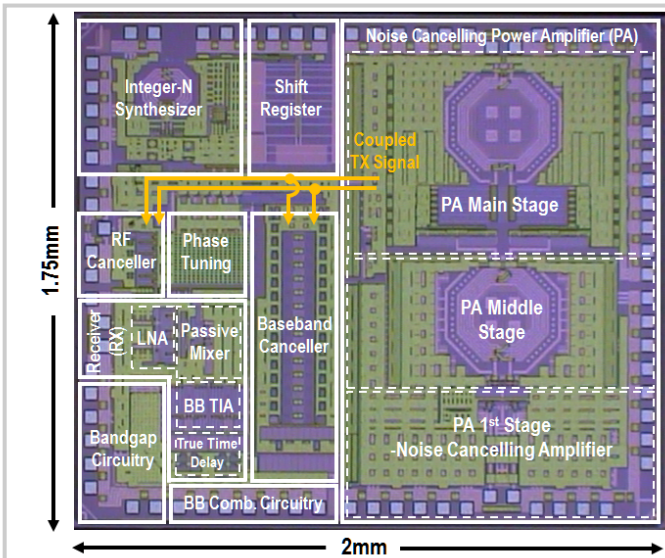 Noise Cancelling Power Amplifier (PA)
Integer-N
Synthesizer
Shift
Register
Coupled
TX Signal
PA Main Stage
1.75mm
RF
Canceller
Phase
Tuning
PA Middle
Stage
Receiver
(RX)
LNA
Passive
Mixer
Baseband
Canceller
BB TIA
Bandgap
Circuitry
True Time
Delay
PA 1st Stage
-Noise Cancelling Amplifier
BB Comb. Circuitry
2mm